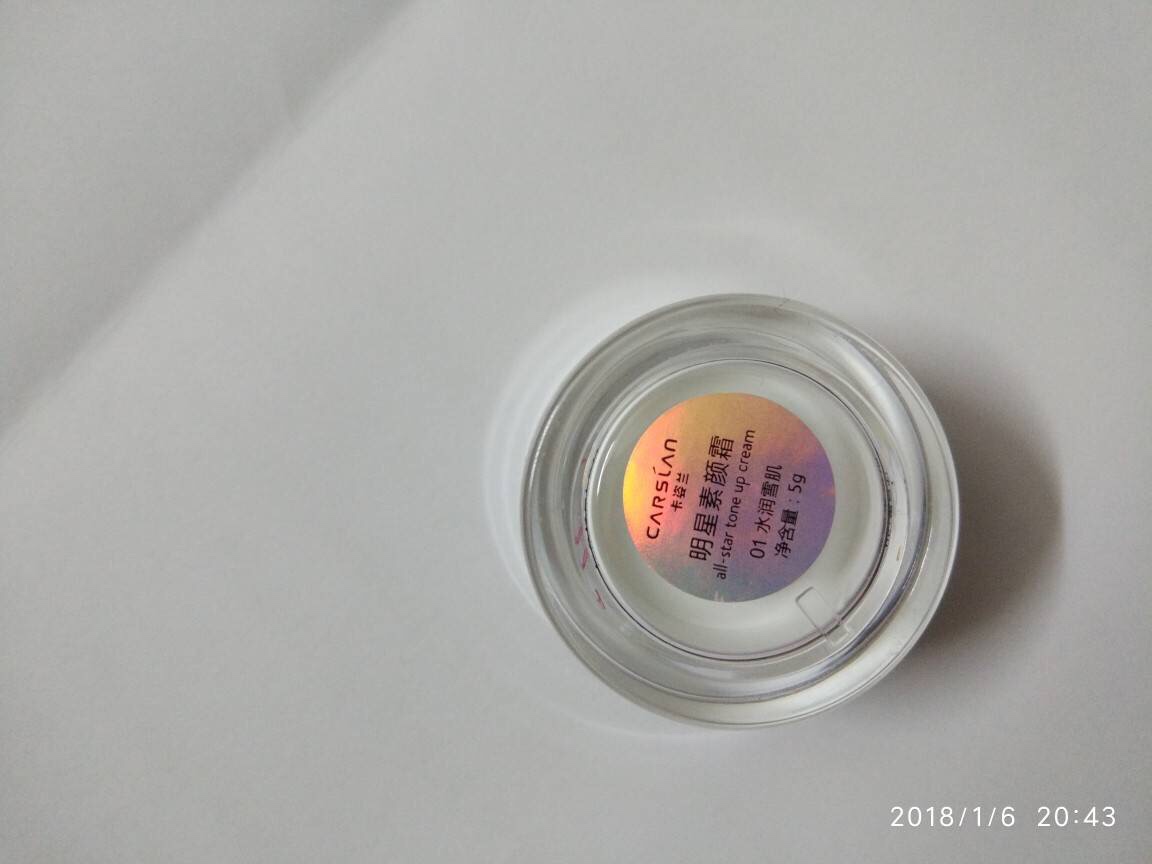 CARSLAN
卡姿兰
明星素颜霜
all-star tone up cream
01 水润雪肌
净含量：5g
2018/1/6 20:43